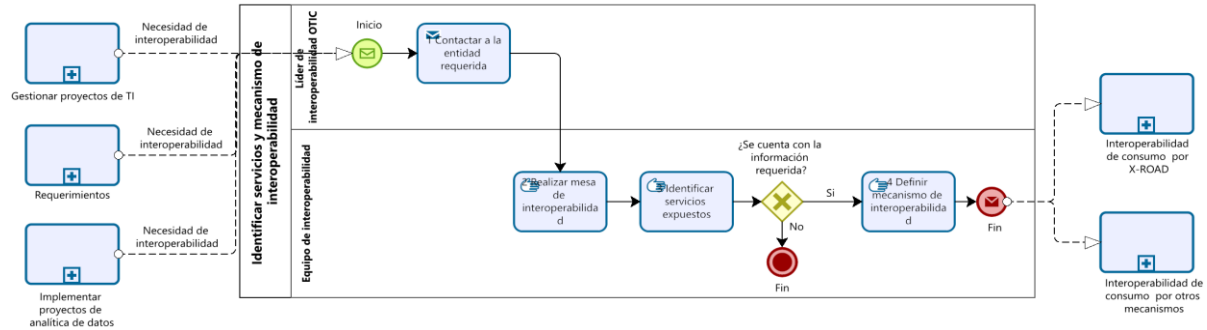 Necesidad de
interoperabilidad
Gestionar proyectos de TI
Necesidad de
interoperabilidad
Requerimientos
Necesidad de
interoperabilidad
Implementar
proyectos de
analítica de datos
Identificar servicios y mecanismo de
interoperabilidad
Líder de
interoperabilidad OTIC
Inicio
1 Contactar a la
entidad
requerida
Equipo de interoperabilidad
2 Realizar mesa
de
interoperabilida
d
3 Identificar
servicios
expuestos
¿Se cuenta con la
información
requerida?
Si
No
Fin
4 Definir
mecanismo de
interoperabilida
d
Fin
Interoperabilidad
de consumo por
X-ROAD
Interoperabilidad de
consumo por otros
mecanismos